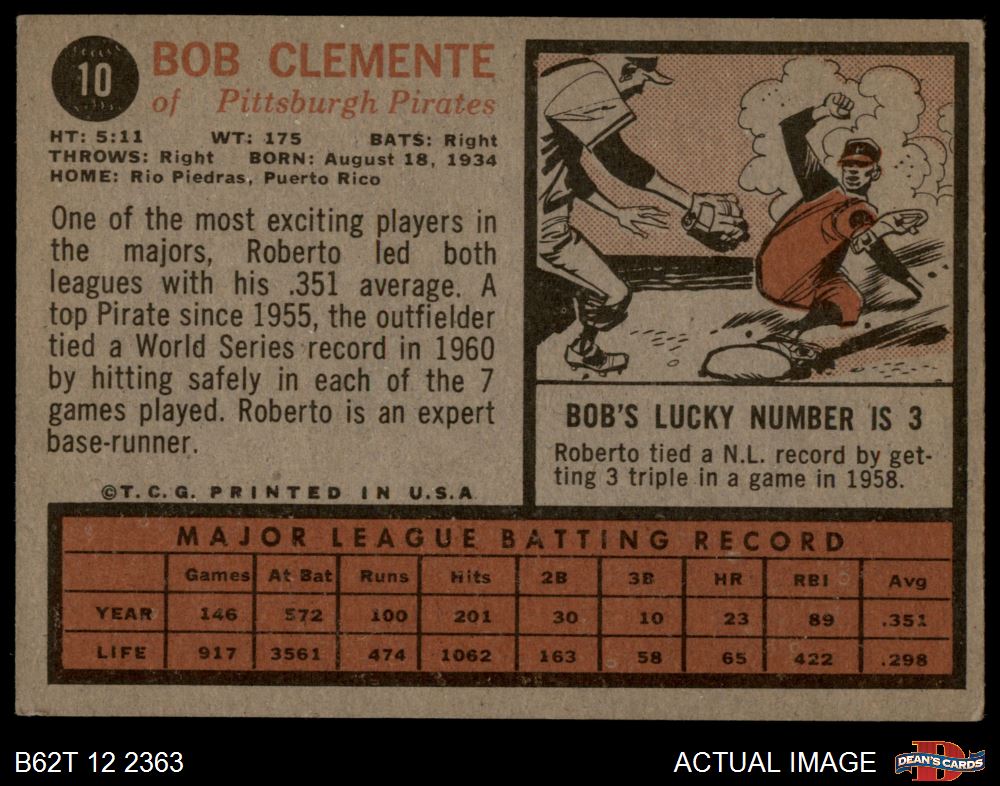 10
BOB CLEMENTE
of Pittsburgh Pirates
HT: 5:11 WT: 175 BATS: Right
THROWS: Right BORN: August 18, 1934
HOME: Rio Piedras, Puerto Rico
One of the most exciting players in
the majors, Roberto led both
leagues with his .351 average. A
top Pirate since 1955, the outfielder
tied a World Series record in 1960
by hitting safely in each of the 7
games played. Roberto is an expert
base-runner.
©T.C.G. PRINTED IN U.S.A
BOB'S LUCKY NUMBER IS 3
Roberto tied a N.L. record by get-
ting 3 triple in a game in 1958.
MAJOR LEAGUE BATTING RECORD
Games At Bat Runs Hits 2B 3B HR RBI Avg
YEAR 146 572 100 201 30 10 23 89 .351
LIFE 917 3561 474 1062 163 58 65 422 .298
B62T 12 2363
ACTUAL IMAGE
D
DEAN'S CARDS